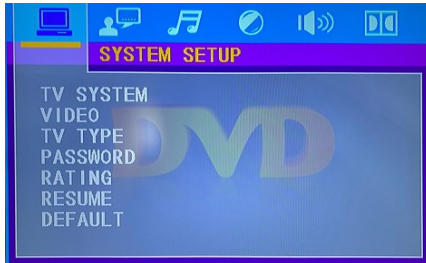 SYSTEM SETUP
TV SYSTEM
VIDEO
TV TYPE
PASSWORD
RATING
RESUME
DEFAULT
DVD